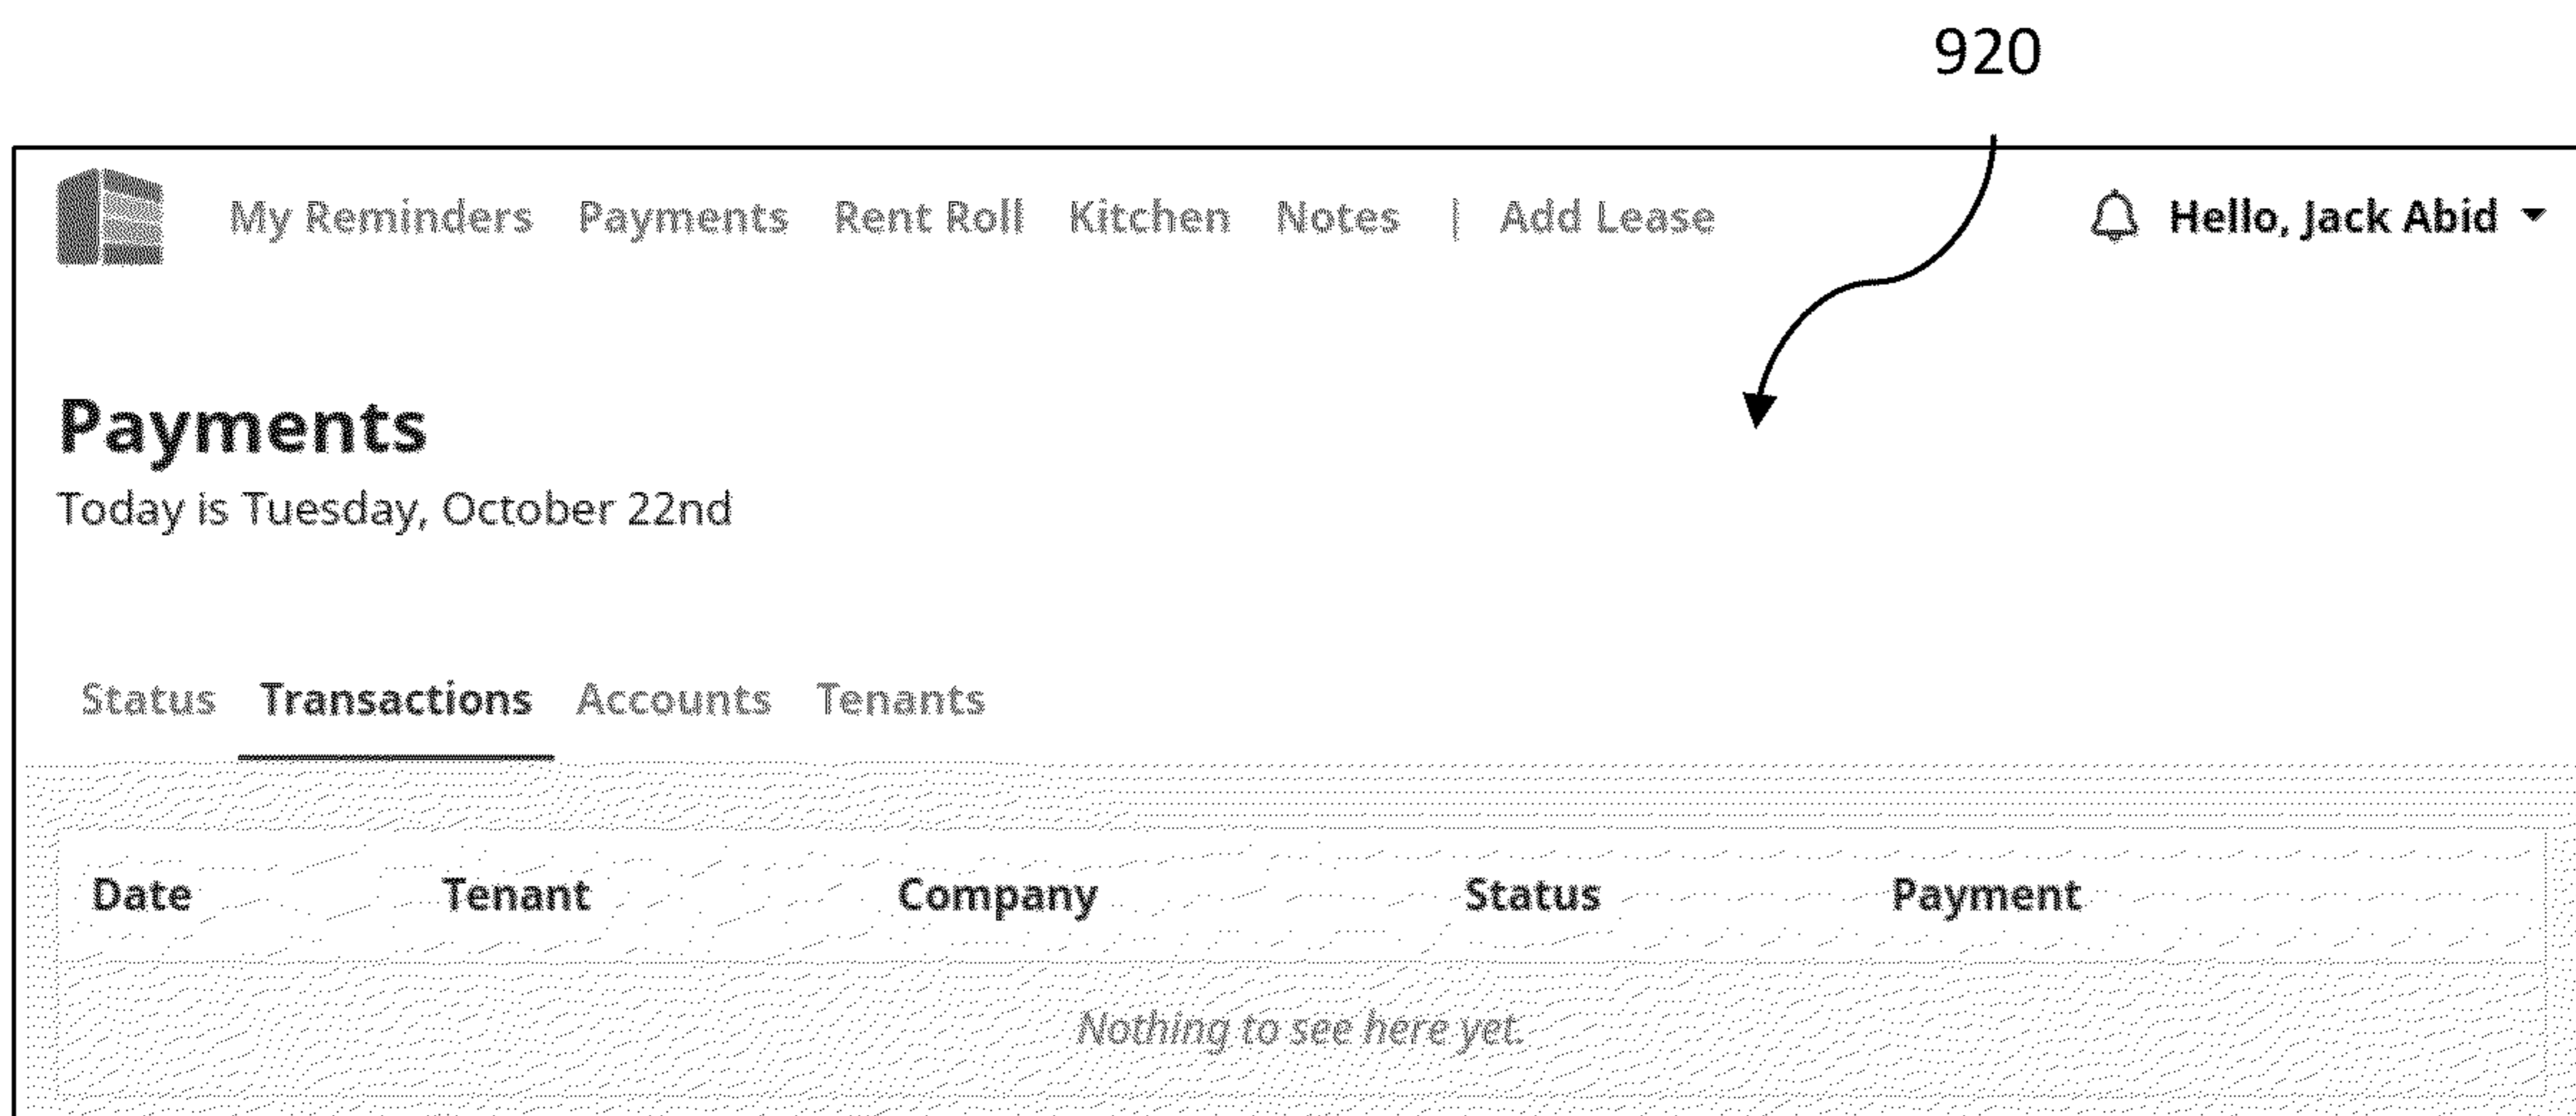 920
My Reminders Payments Rent Roll Kitchen Notes | Add Lease Hello, Jack Abid
Payments
Today is Tuesday, October 22nd
Status Transactions Accounts Tenants
Date Tenant Company Status Payment
Nothing to see here yet.